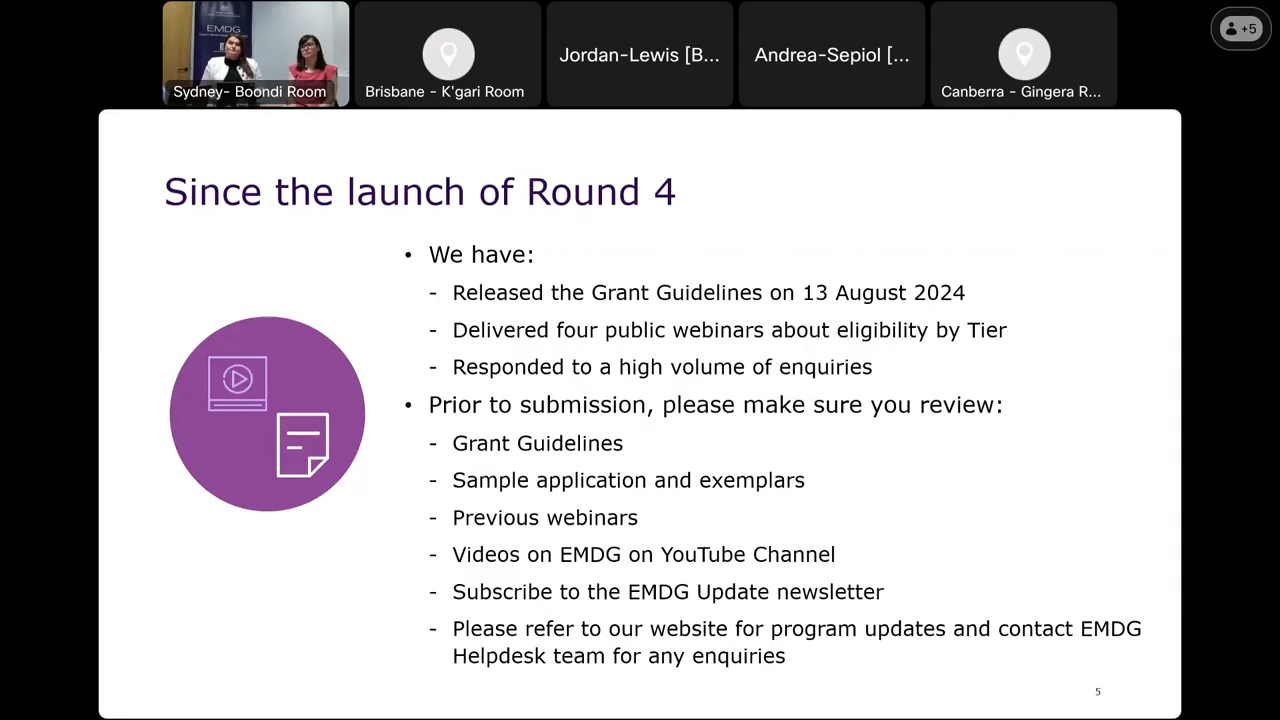 EMDG
Sydney- Boondi Room
Brisbane - K'gari Room
Jordan-Lewis [B...
Andrea-Sepiol [...
Canberra - Gingera R...
+5
Since the launch of Round 4
• We have:
- Released the Grant Guidelines on 13 August 2024
- Delivered four public webinars about eligibility by Tier
- Responded to a high volume of enquiries
• Prior to submission, please make sure you review:
- Grant Guidelines
- Sample application and exemplars
- Previous webinars
- Videos on EMDG on YouTube Channel
- Subscribe to the EMDG Update newsletter
- Please refer to our website for program updates and contact EMDG
Helpdesk team for any enquiries
5